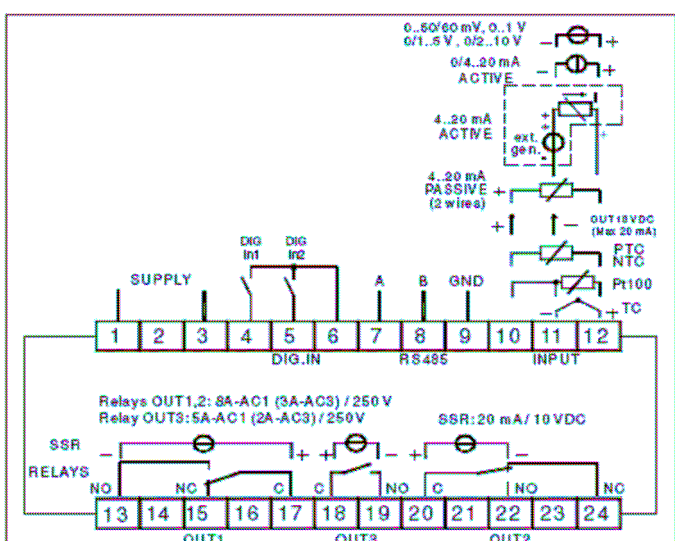 0..50/60 mV, 0..1 V
0/1..5 V, 0/2..10 V
− +
0/4..20 mA
ACTIVE
− +
4..20 mA
ACTIVE
ext.
gen.
+
+
-
+
4..20 mA
PASSIVE
(2 wires)
+
+ −
OUT18VDC
(Max 20 mA)
PTC
NTC
Pt100
− + TC
SUPPLY
DIG
In1
DIG
In2
A B GND
1 2 3 4 5 6 7 8 9 10 11 12
DIG.IN RS485 INPUT
Relays OUT1,2: 8A-AC1 (3A-AC3) / 250 V
Relay OUT3: 5A-AC1 (2A-AC3) / 250 V
SSR: 20 mA / 10 VDC
SSR − + + − + −
RELAYS
NO NC C C NO C NO NC
13 14 15 16 17 18 19 20 21 22 23 24
OUT1 OUT3 OUT2